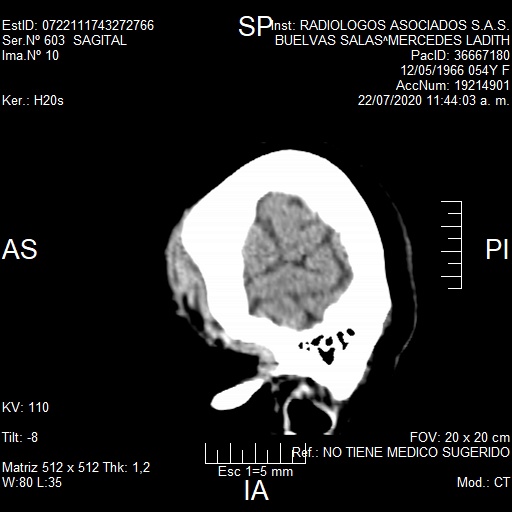 EstID: 0722111743272766
Ser.Nº 603 SAGITAL
Ima.Nº 10
Ker.: H20s
SP
Inst: RADIOLOGOS ASOCIADOS S.A.S.
BUELVAS SALAS^MERCEDES LADITH
PacID: 36667180
12/05/1966 054Y F
AccNum: 19214901
22/07/2020 11:44:03 a. m.
AS
PI
KV: 110
Tilt: -8
Matriz 512 x 512 Thk: 1,2
W:80 L:35
Esc 1=5 mm
IA
FOV: 20 x 20 cm
Ref.: NO TIENE MEDICO SUGERIDO
Mod.: CT